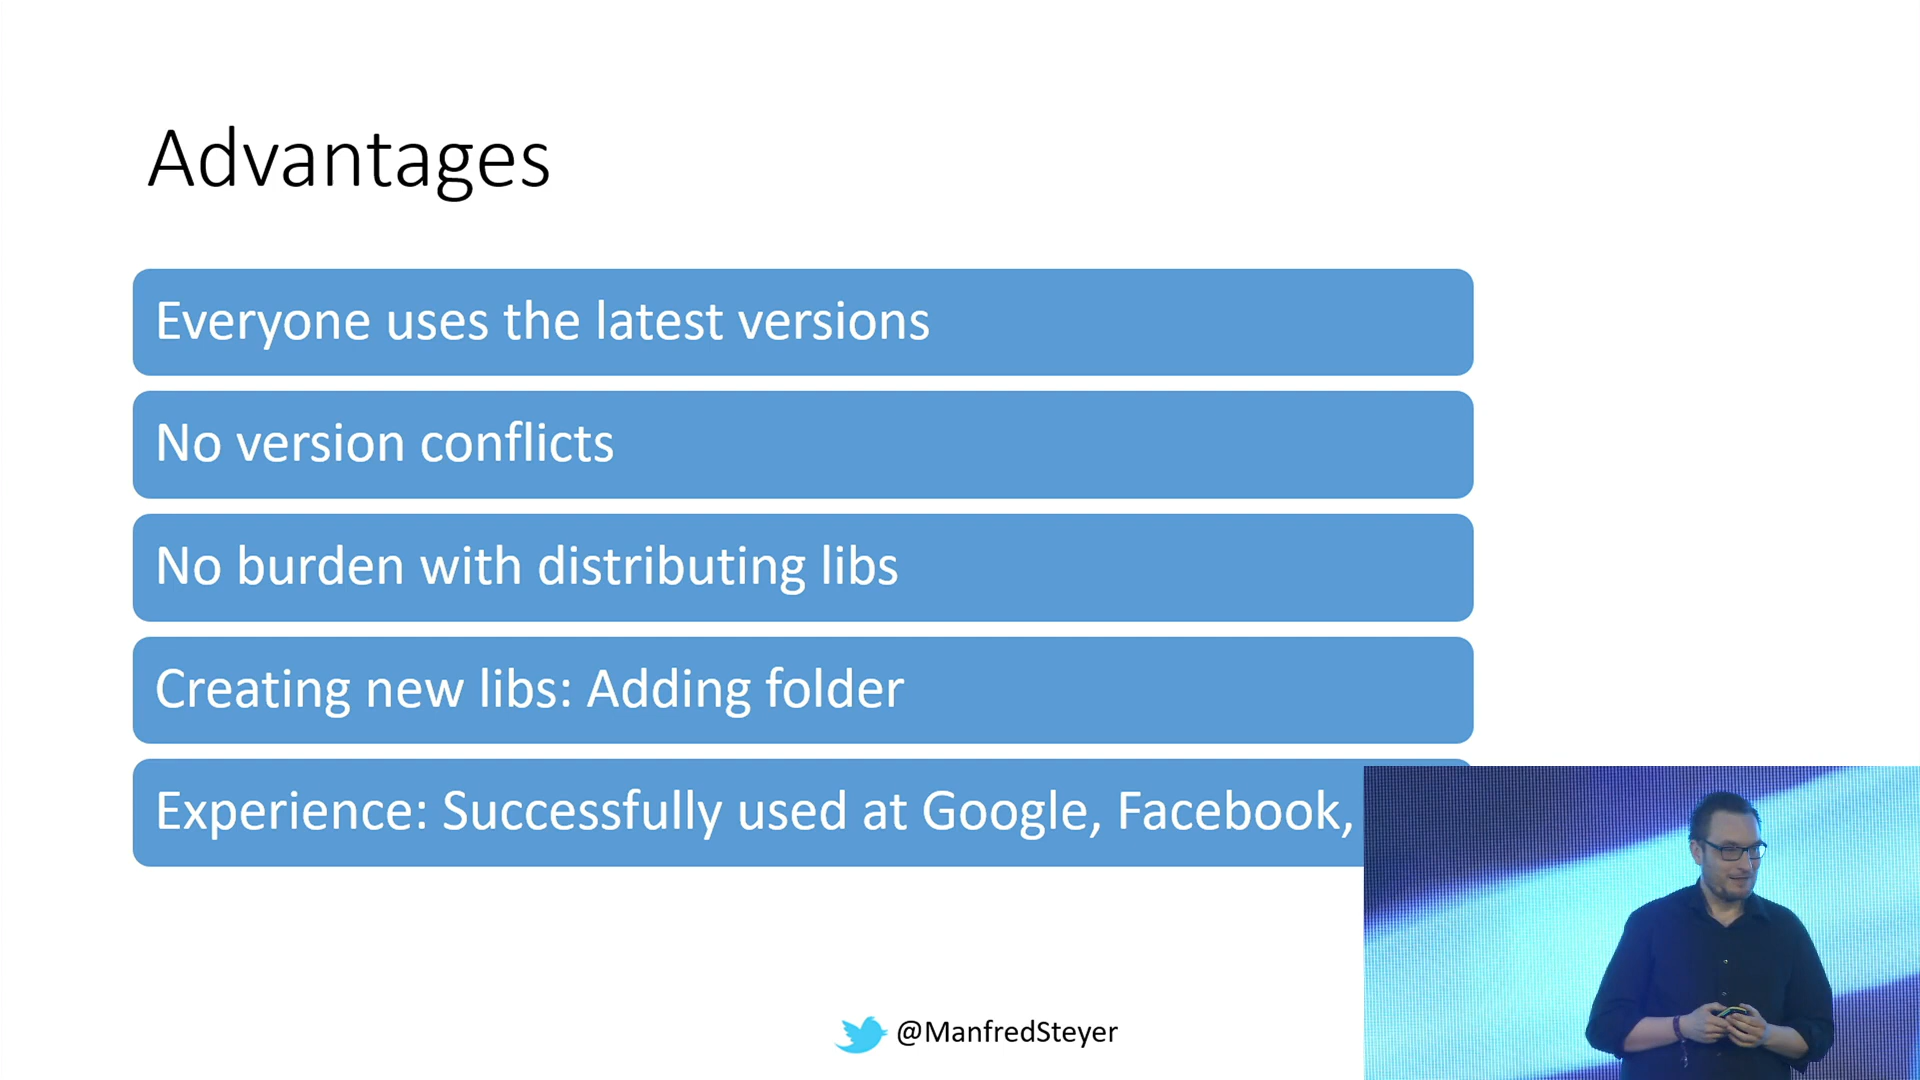 Advantages
Everyone uses the latest versions
No version conflicts
No burden with distributing libs
Creating new libs: Adding folder
Experience: Successfully used at Google, Facebook,
@ManfredSteyer